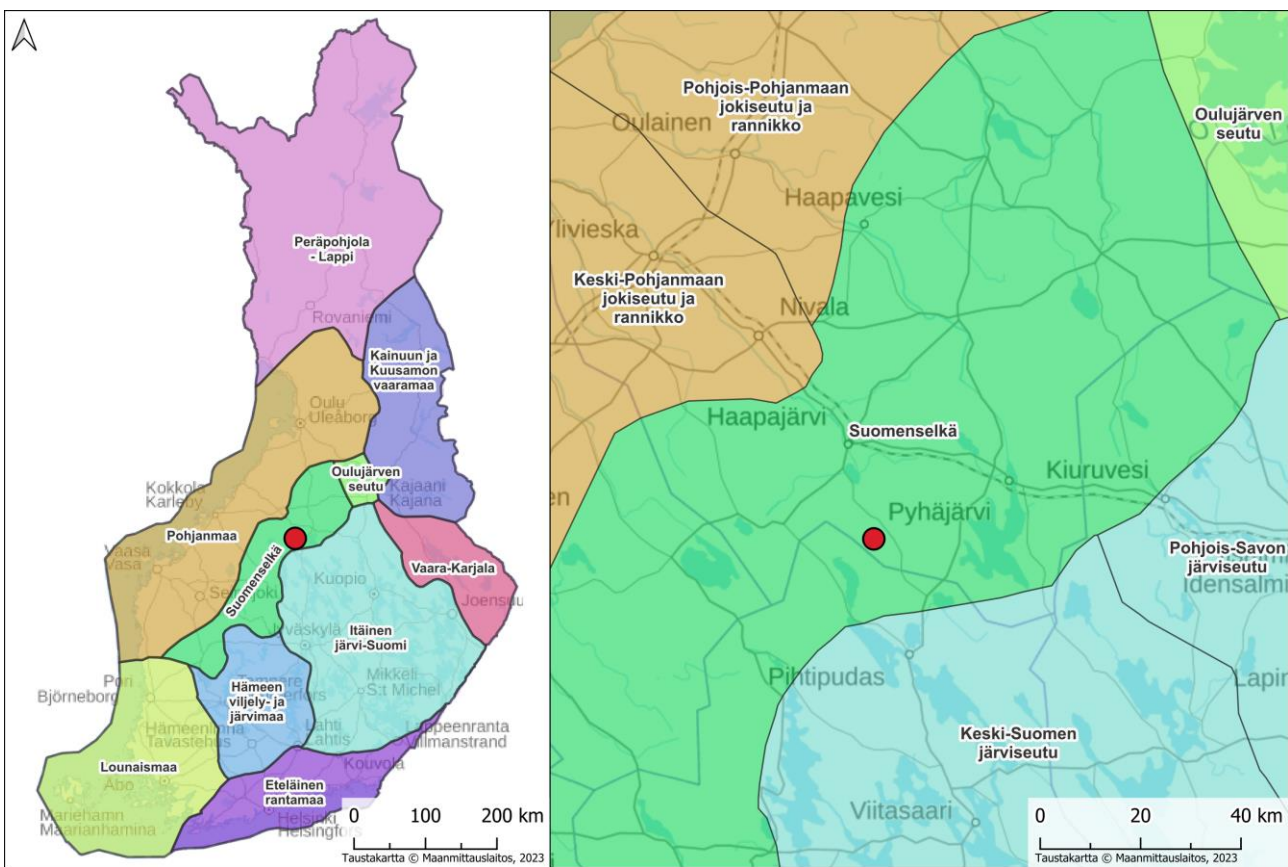 Peräpohjola
- Lappi
Rovaniemi
Kainuun ja
Kuusamon
vaaramaa
Oulu
Uleåborg
Oulujärven
seutu
Kajaani
Kajana
Kokkola
Karleby
Pohjanmaa
Vaasa
Vasa
Suomenselkä
Vaara-Karjala
Kuopio
Joensuu
Itäinen
järvi-Suomi
Pori
Björneborg
Hämeen
viljely- ja
järvimaa
Mikkeli
S:t Michel
Hämeenlinna
Tavastehus
Lahti
Lahtis
Lappeenranta
Villmanstrand
Lounaismaa
Kouvola
Eteläinen
rantamaa
Mariehamn
Maarianhamina
Helsinki
Helsingfors
0 100 200 km
Taustakartta © Maanmittauslaitos, 2023
Pohjois-Pohjanmaan
jokiseutu ja
rannikko
Oulainen
Oulujärven
seutu
Haapavesi
Ylivieska
Keski-Pohjanmaan
jokiseutu ja
rannikko
Nivala
Haapajärvi
Suomenselkä
Kiuruvesi
Pyhäjärvi
Pohjois-Savon
järviseutu
Idensalmi
Pihtipudas
Keski-Suomen
järviseutu
Viitasaari
0 20 40 km
Taustakartta © Maanmittauslaitos, 2023